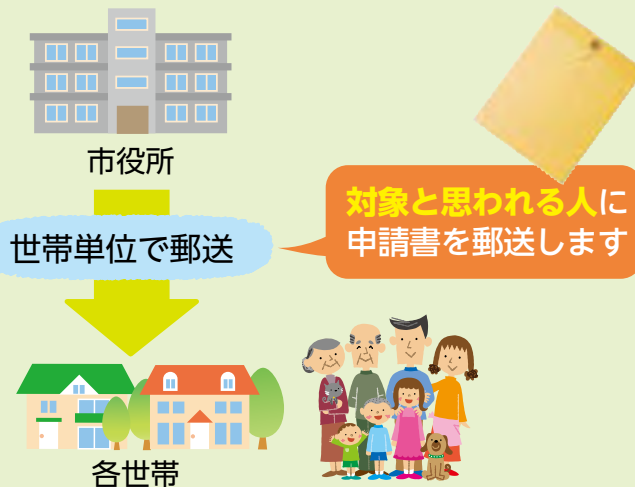 市役所
世帯単位で郵送
対象と思われる人に
申請書を郵送します
各世帯